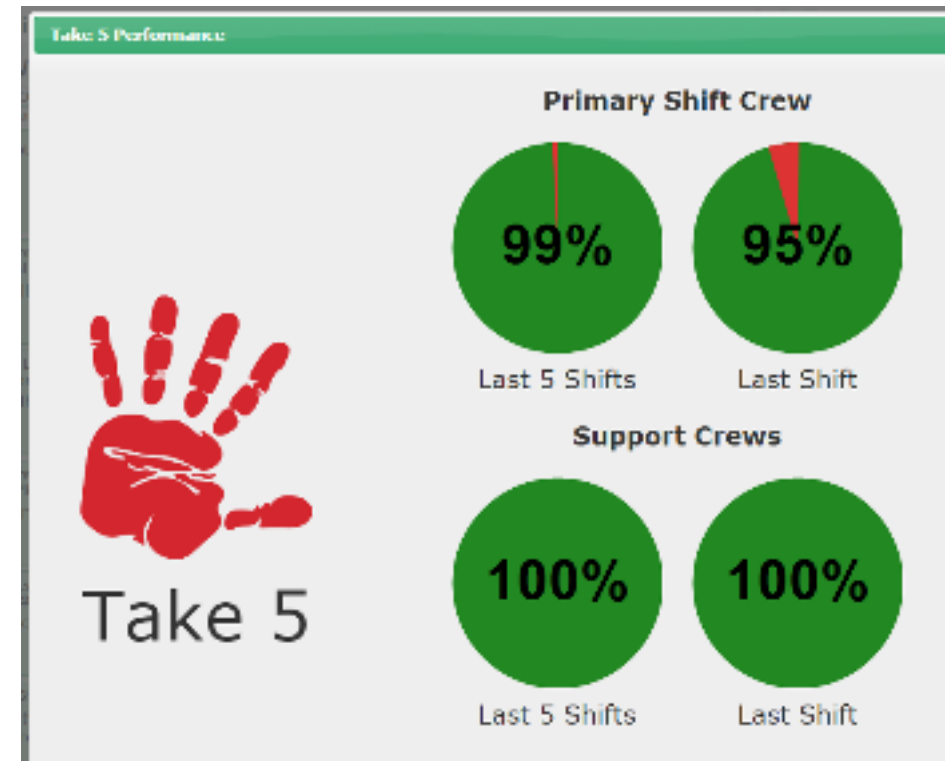 Take 5 Performance
Primary Shift Crew
99% 95%
Last 5 Shifts Last Shift
Support Crews
100% 100%
Last 5 Shifts Last Shift
Take 5